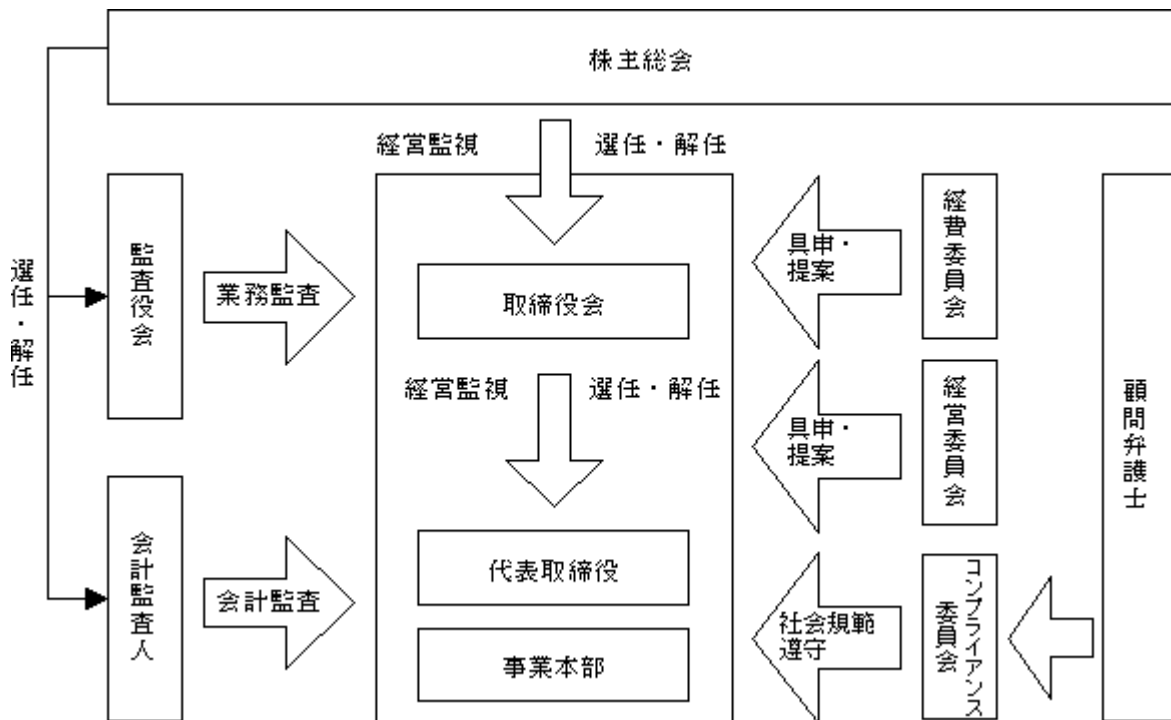 株主総会
経営監視
選任・解任
選任・解任
監査役会
業務監査
取締役会
具申・
提案
経費委員会
経営監視
選任・解任
具申・
提案
経営委員会
顧問弁護士
会計監査人
会計監査
代表取締役
事業本部
社会規範
遵守
コンプライアンス
委員会